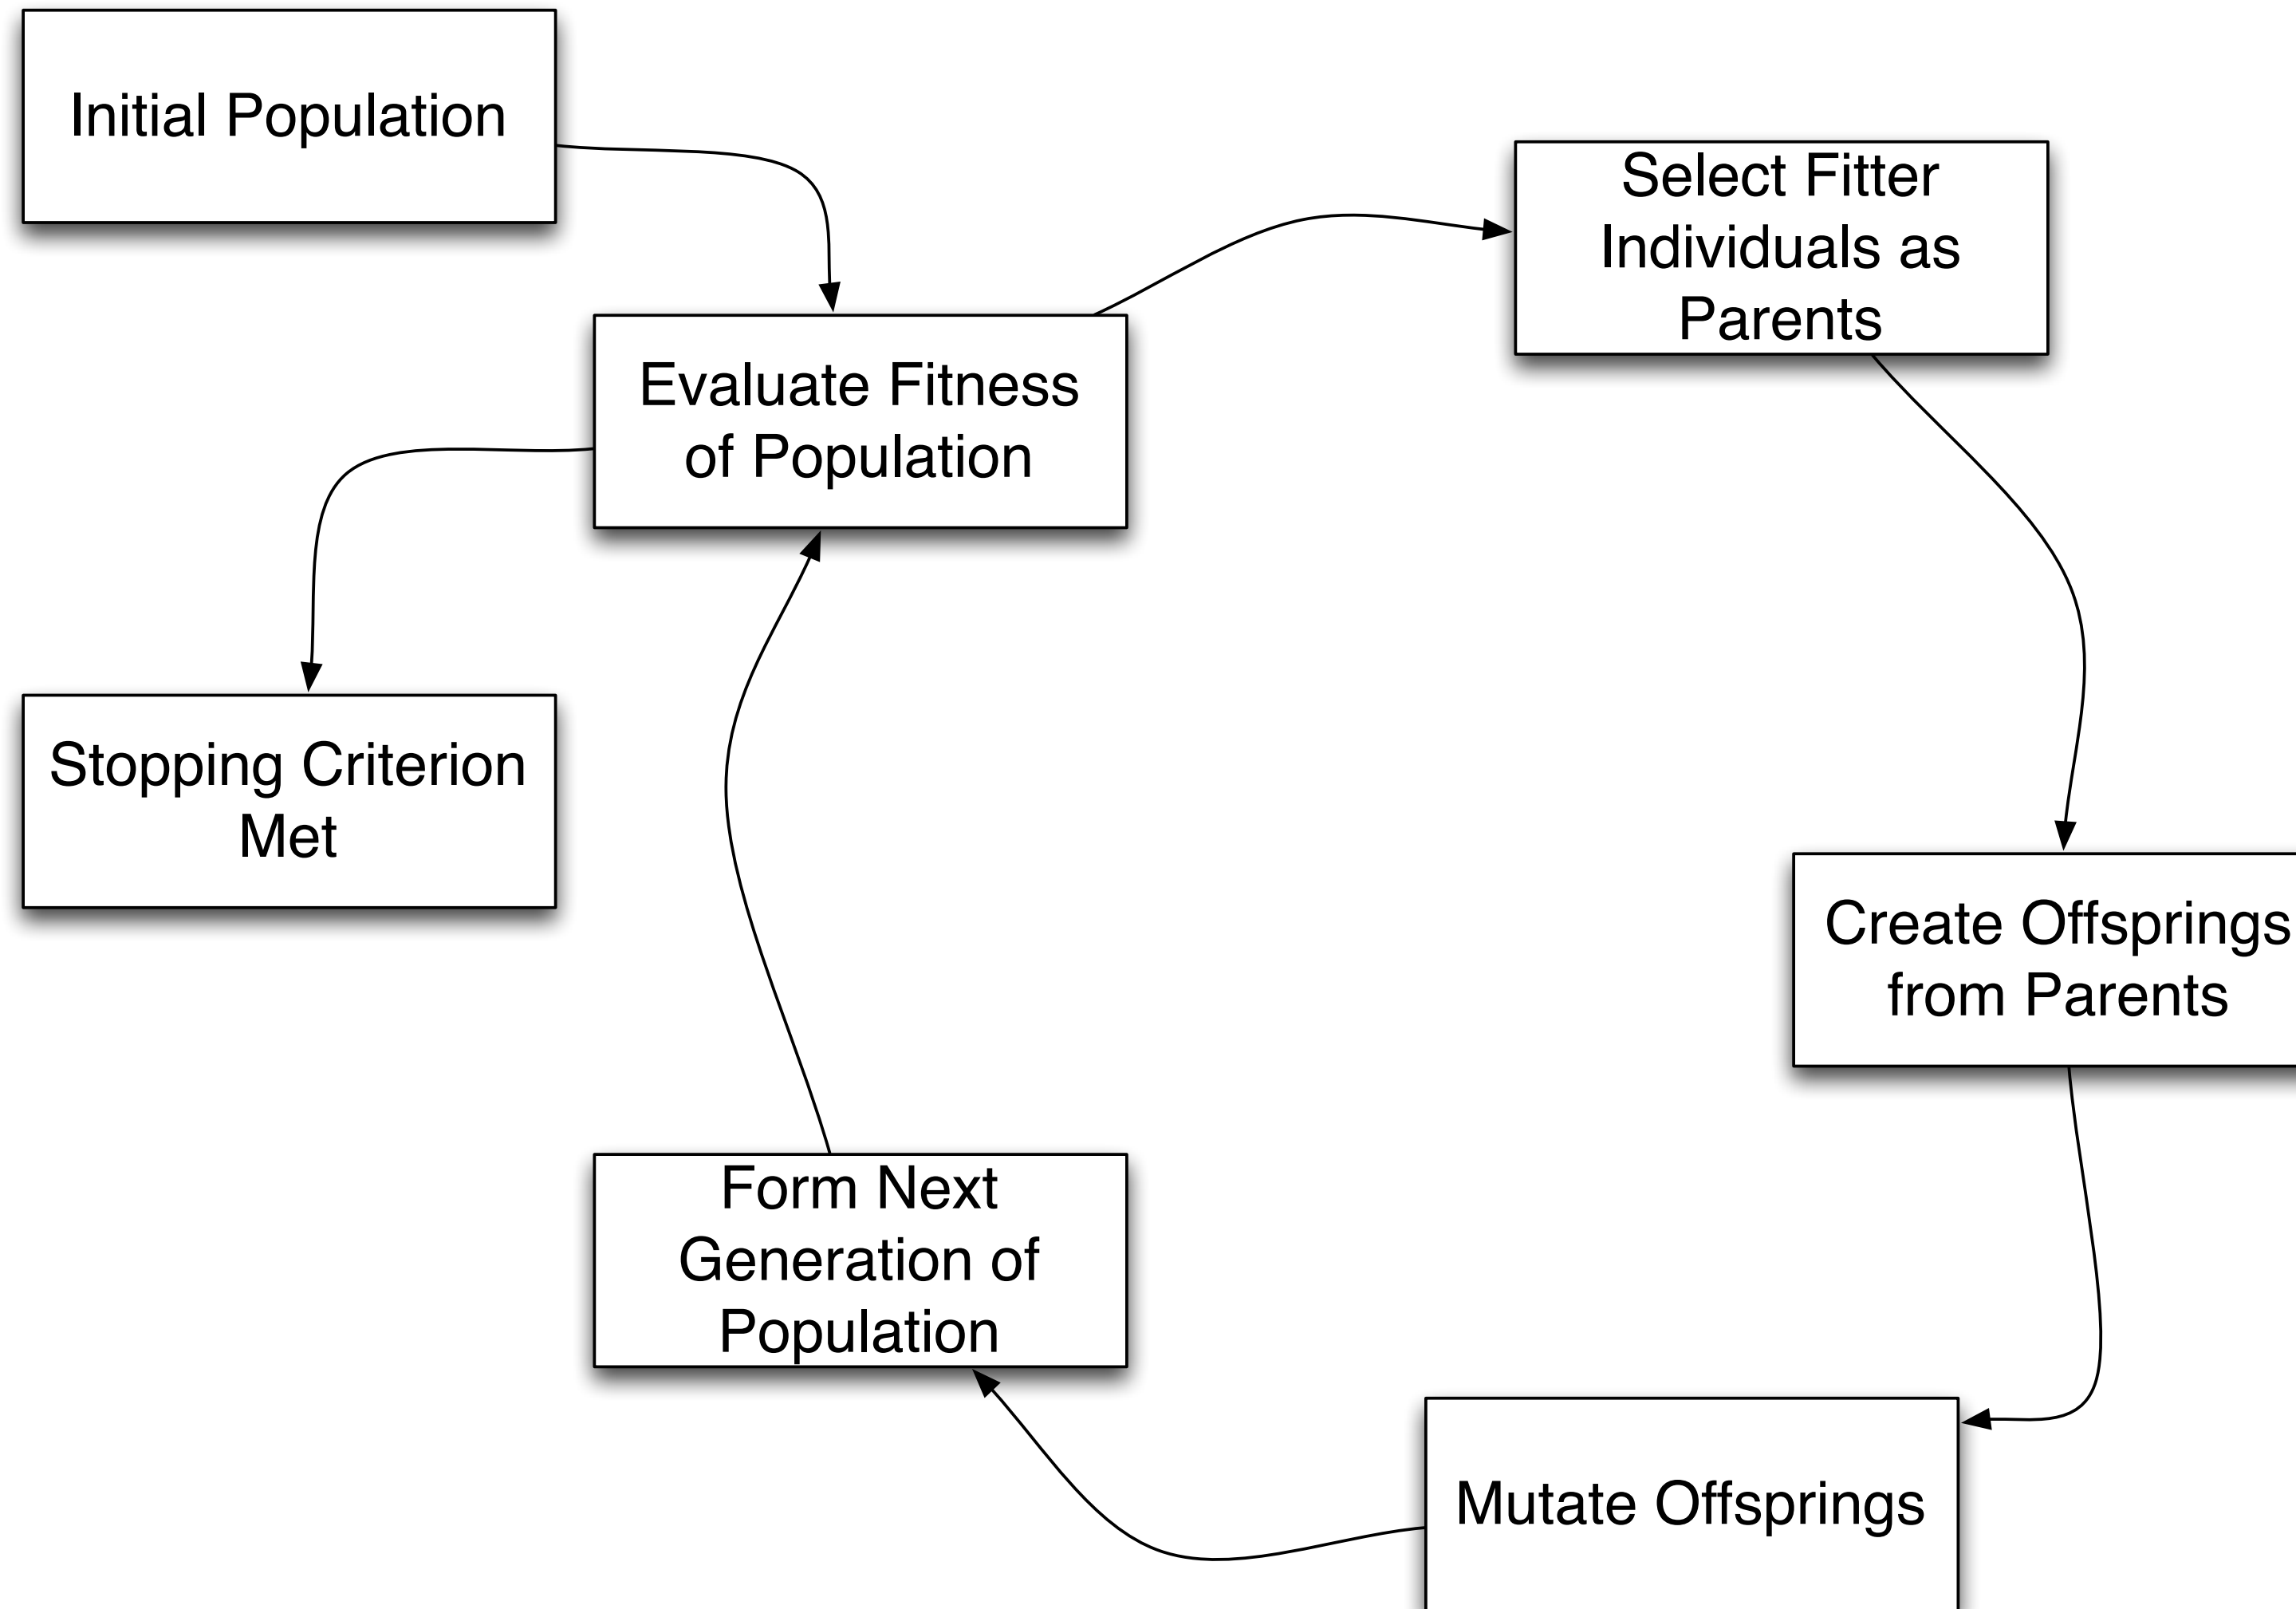 Initial Population
Select Fitter
Individuals as
Parents
Evaluate Fitness
of Population
Stopping Criterion
Met
Create Offsprings
from Parents
Form Next
Generation of
Population
Mutate Offsprings